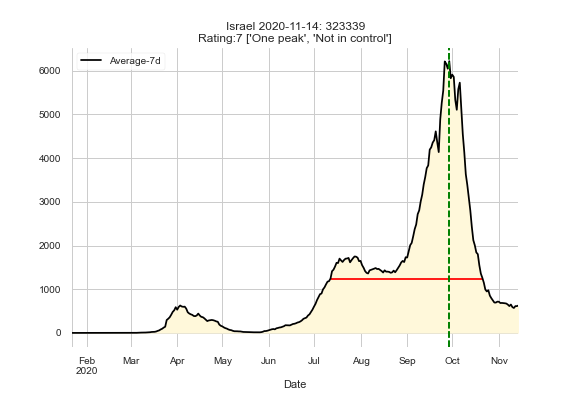 Israel 2020-11-14: 323339
Rating:7 ['One peak', 'Not in control']
Average-7d
6000
5000
4000
3000
2000
1000
0
Feb Mar Apr May Jun Jul Aug Sep Oct Nov
2020
Date